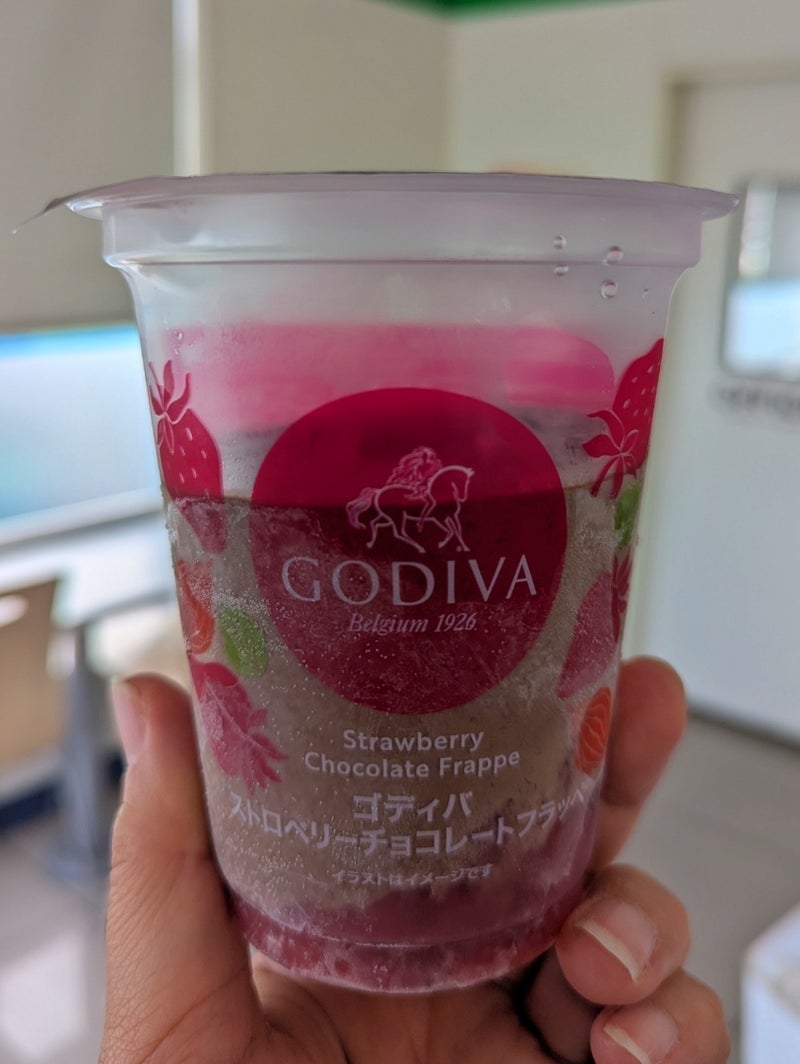 GODIVA
Belgium 1926
Strawberry
Chocolate Frappe
ゴディバ
ストロベリーチョコレートフラッペ
イラストはイメージです